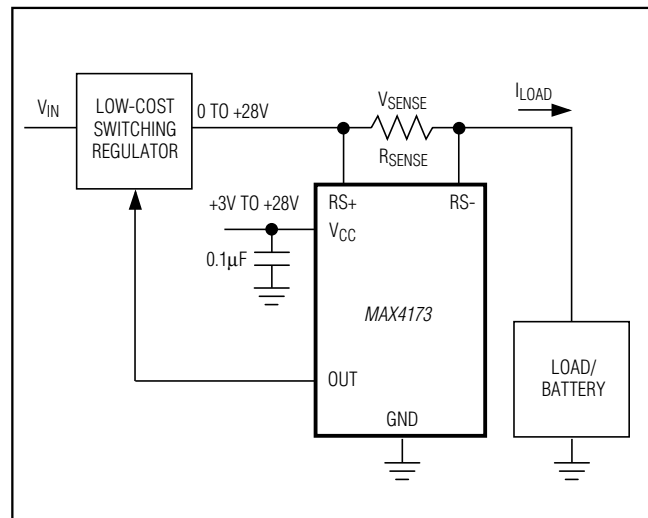 VIN
LOW-COST
SWITCHING
REGULATOR
0 TO +28V
VSENSE
RSENSE
ILOAD
+3V TO +28V
0.1μF
RS+
RS-
VCC
MAX4173
OUT
GND
LOAD/
BATTERY